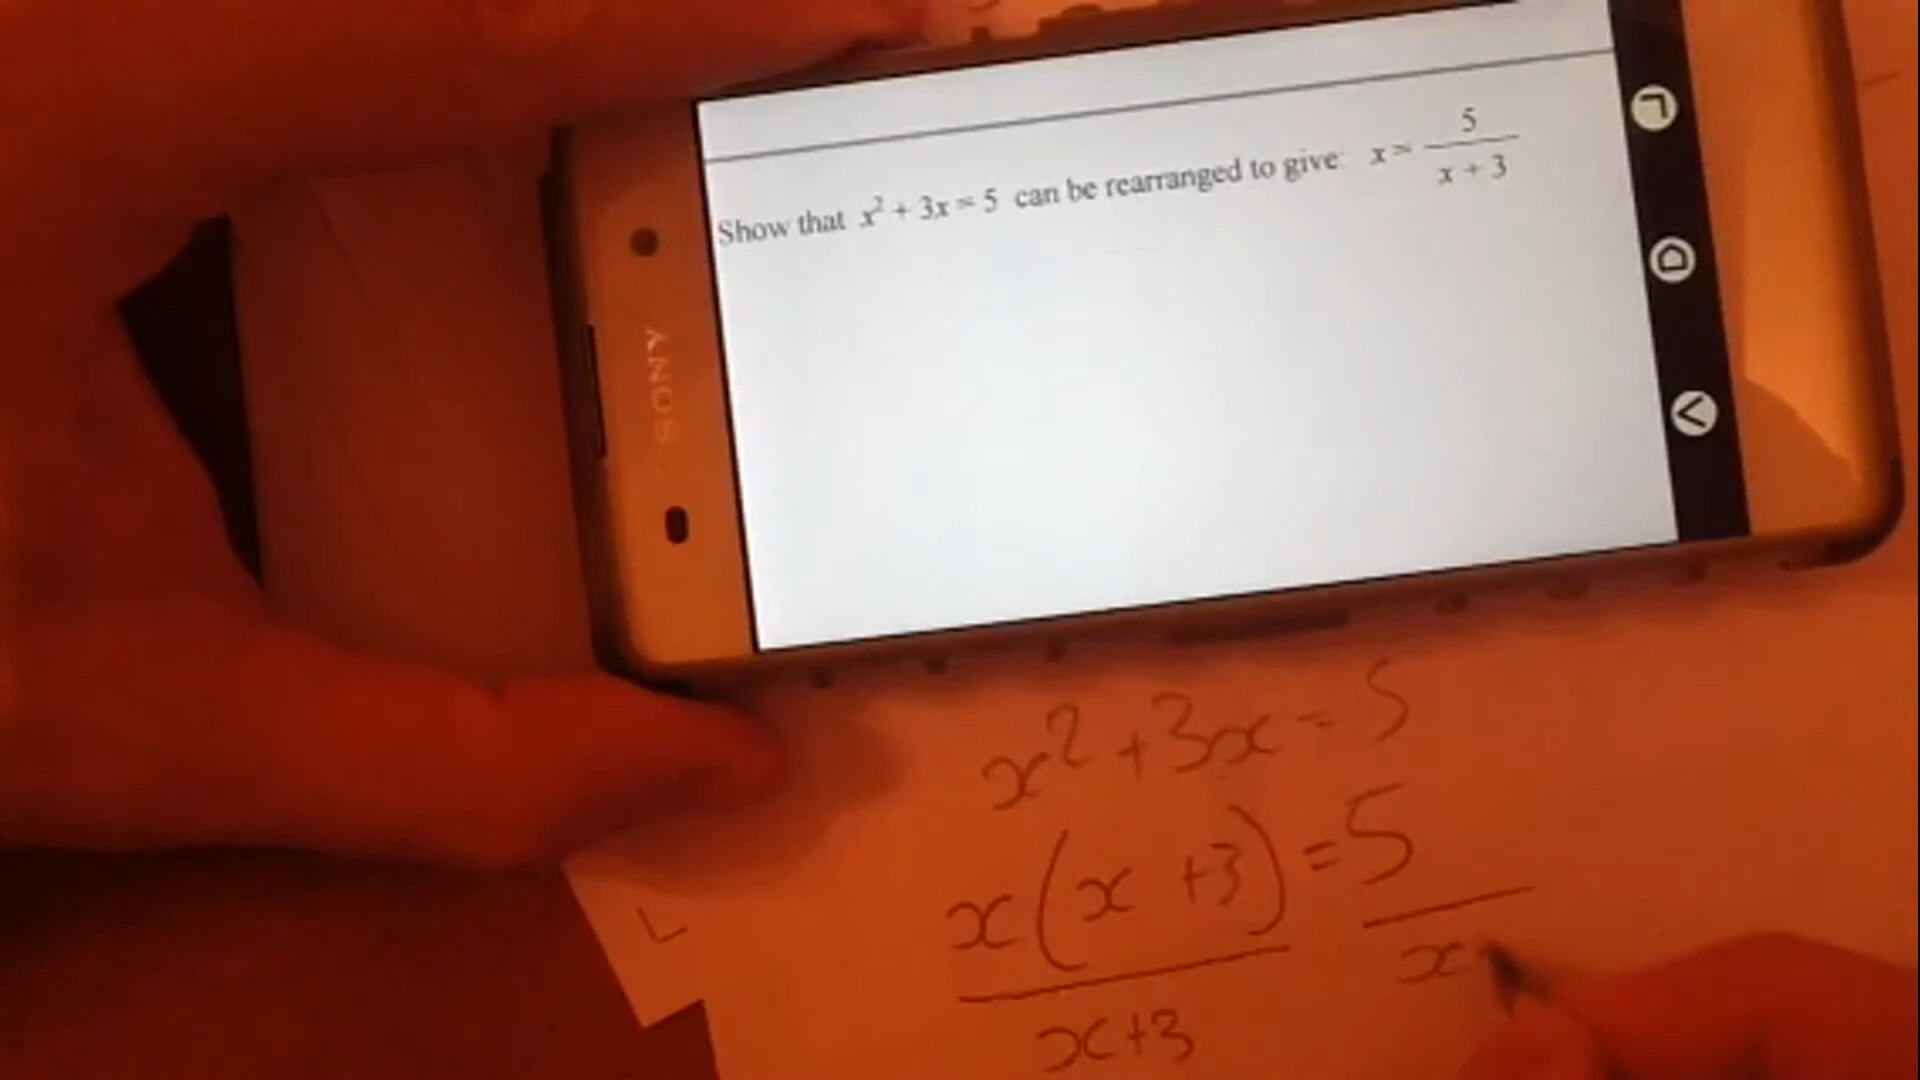 SONY
Show that x² + 3x = 5 can be rearranged to give: x = 5/(x + 3)
x² + 3x = 5
x(x + 3) = 5
x+3 x
L